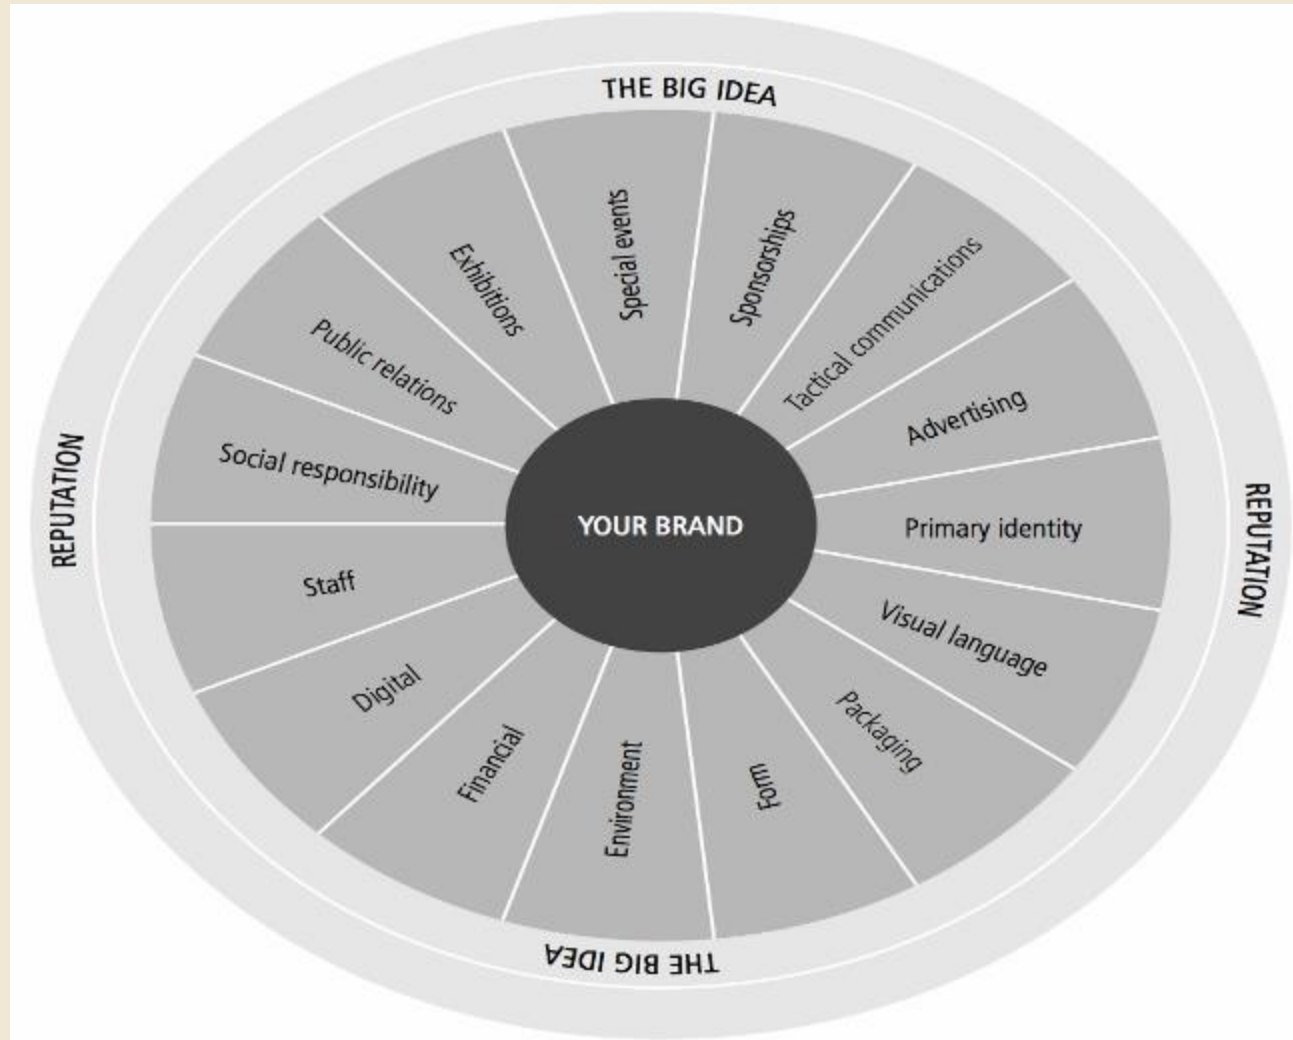 THE BIG IDEA
Special events
Sponsorships
Tactical communications
Advertising
Primary identity
Visual language
Packaging
Form
Environment
Financial
Digital
Staff
Social responsibility
Public relations
Exhibitions
YOUR BRAND
REPUTATION
REPUTATION
THE BIG IDEA